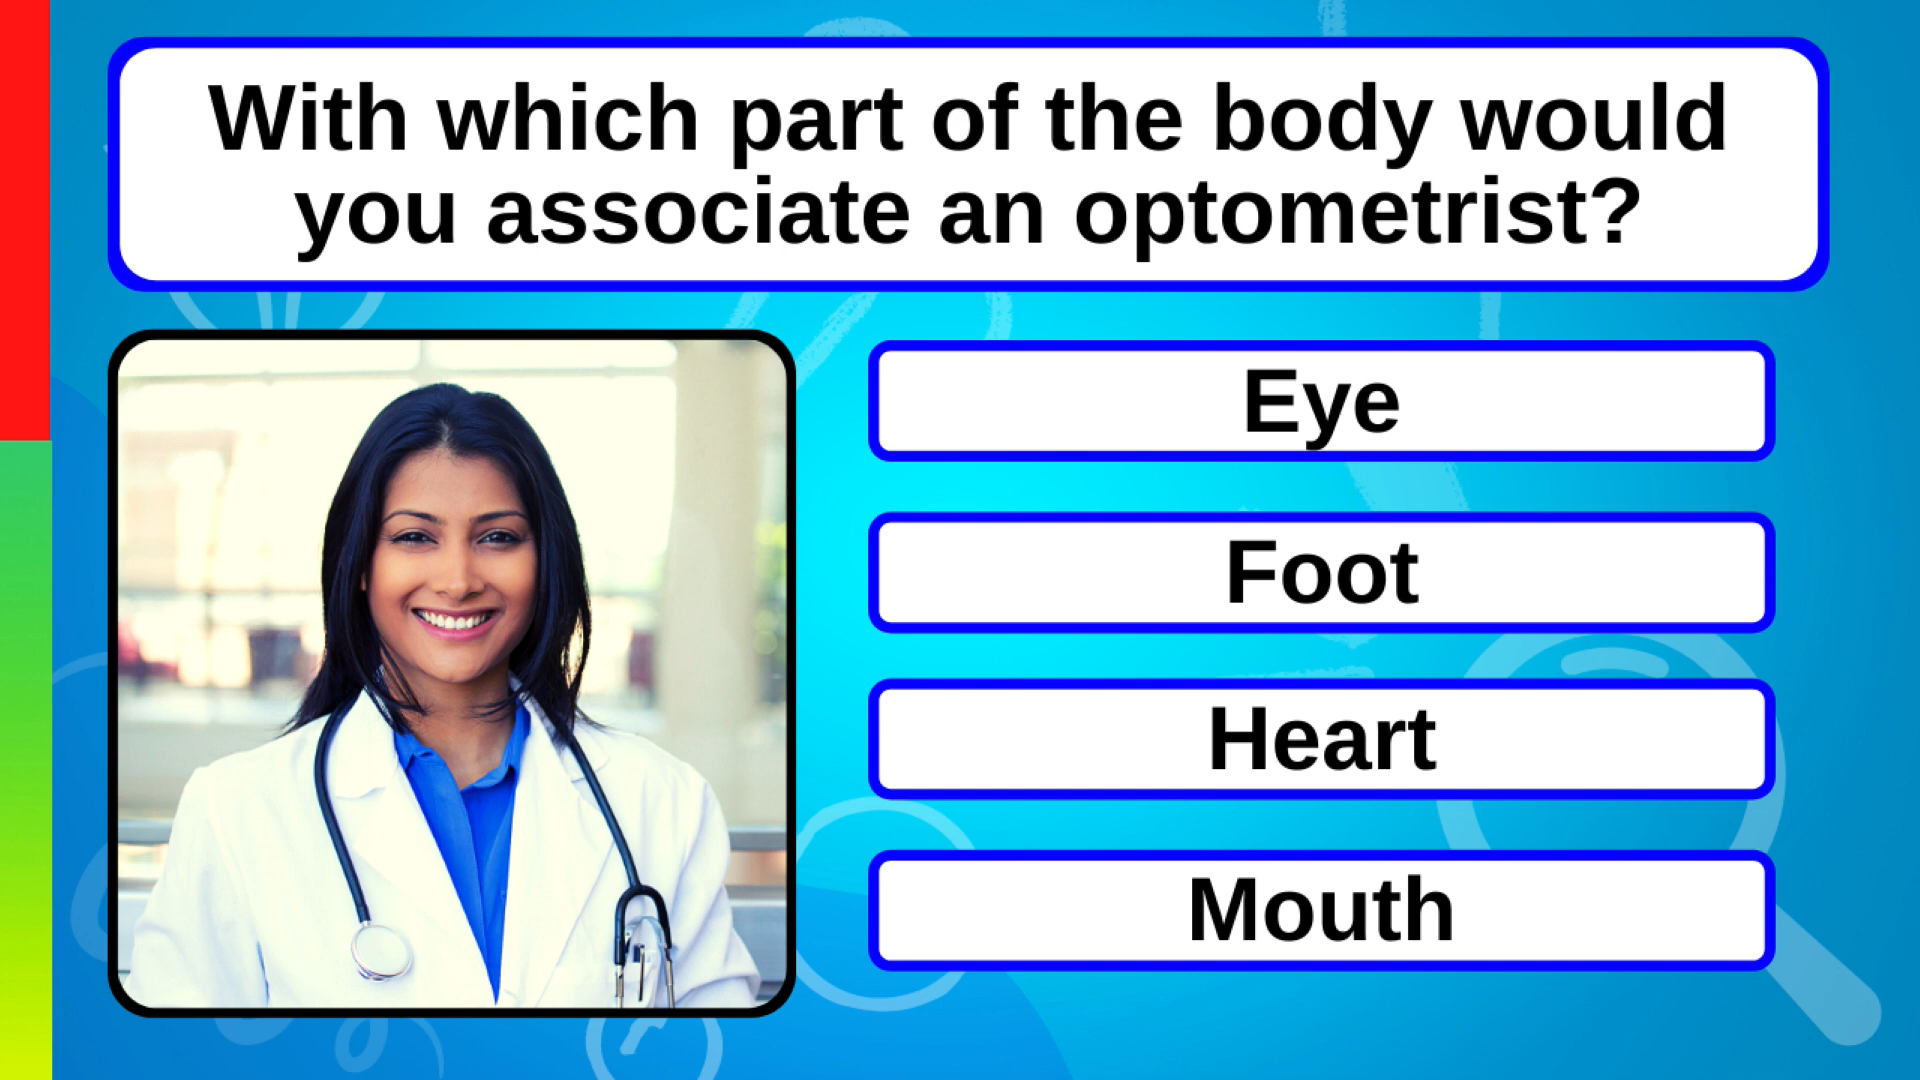 With which part of the body would
you associate an optometrist?
Eye
Foot
Heart
Mouth